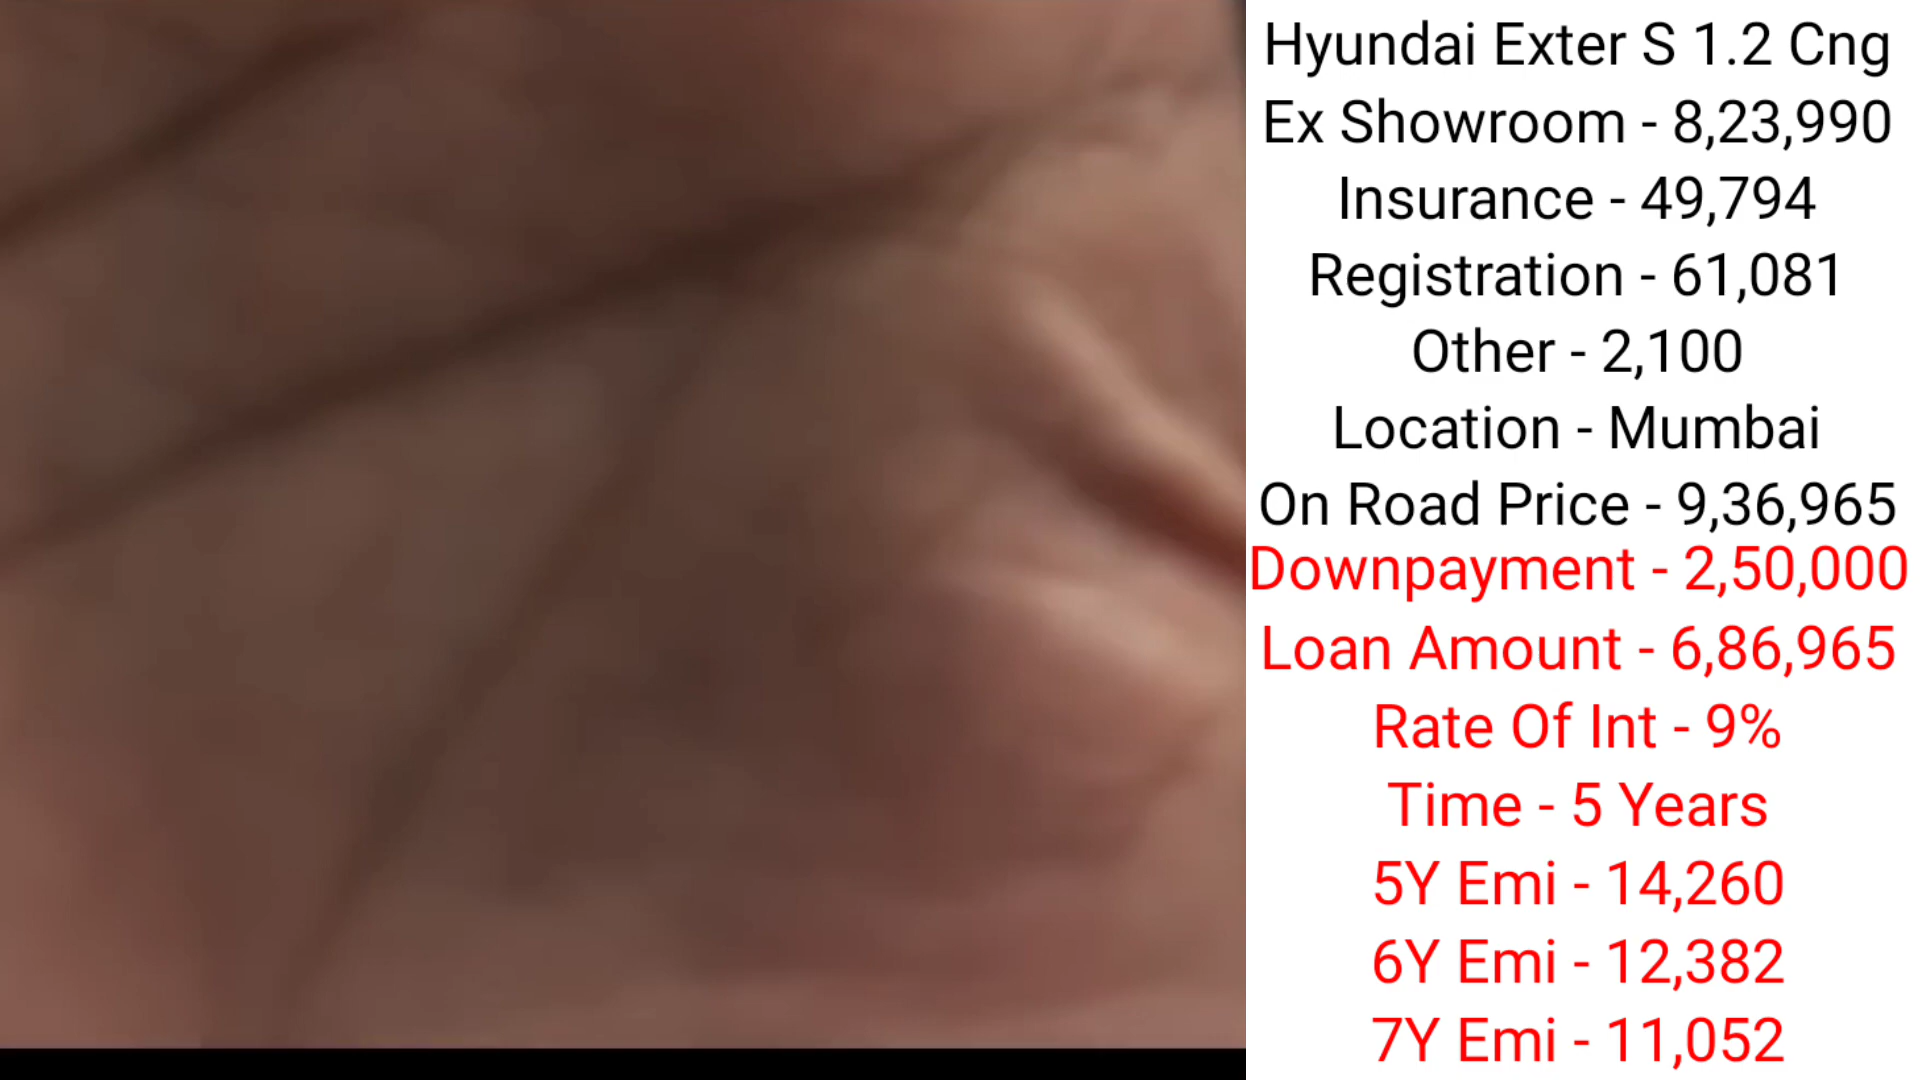 Hyundai Exter S 1.2 Cng
Ex Showroom - 8,23,990
Insurance - 49,794
Registration - 61,081
Other - 2,100
Location - Mumbai
On Road Price - 9,36,965
Downpayment - 2,50,000
Loan Amount - 6,86,965
Rate Of Int - 9%
Time - 5 Years
5Y Emi - 14,260
6Y Emi - 12,382
7Y Emi - 11,052